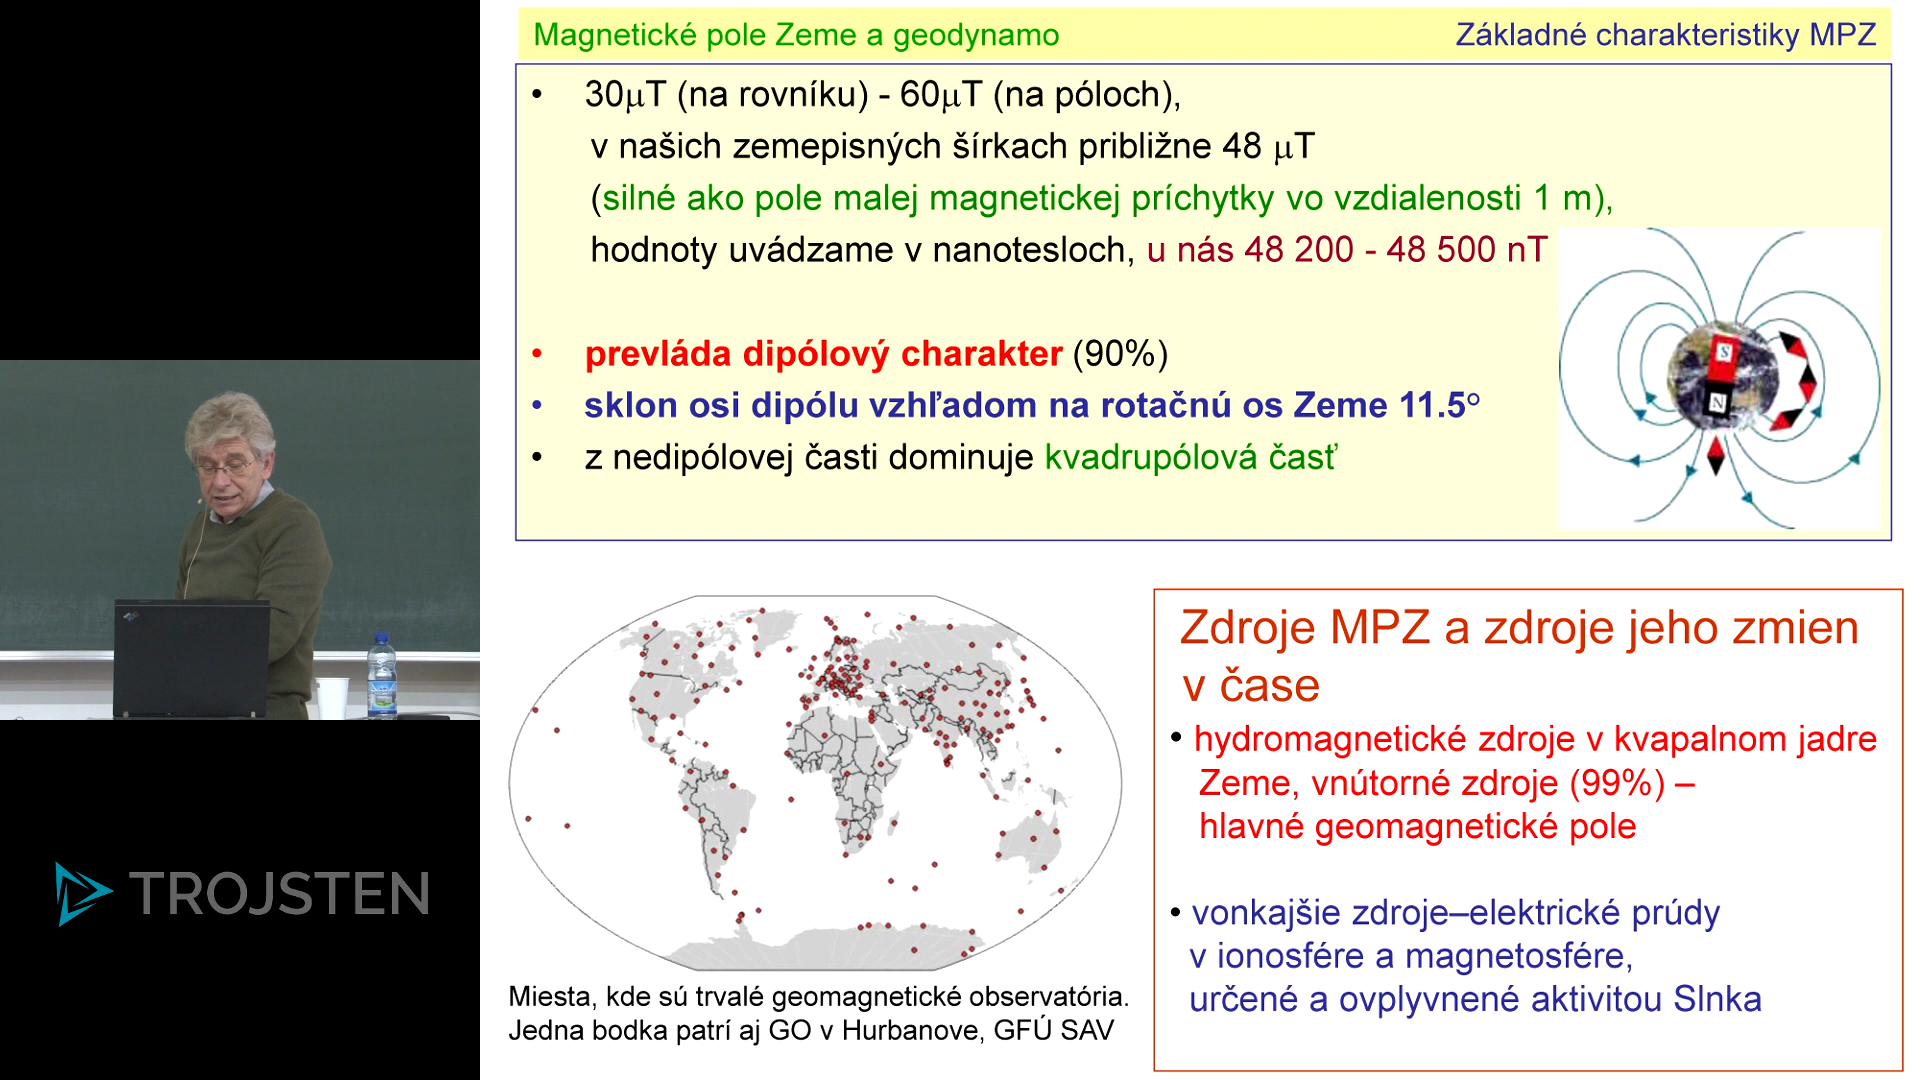 Magnetické pole Zeme a geodynamo
Základné charakteristiky MPZ
• 30μT (na rovníku) - 60μT (na póloch),
v našich zemepisných šírkach približne 48 μT
(silné ako pole malej magnetickej príchytky vo vzdialenosti 1 m),
hodnoty uvádzame v nanotesloch, u nás 48 200 - 48 500 nT
• prevláda dipólový charakter (90%)
• sklon osi dipólu vzhľadom na rotačnú os Zeme 11.5°
• z nedipólovej časti dominuje kvadrupólová časť
S
N
Zdroje MPZ a zdroje jeho zmien
v čase
• hydromagnetické zdroje v kvapalnom jadre
Zeme, vnútorné zdroje (99%) –
hlavné geomagnetické pole
• vonkajšie zdroje–elektrické prúdy
v ionosfére a magnetosfére,
určené a ovplyvnené aktivitou Slnka
Miesta, kde sú trvalé geomagnetické observatória.
Jedna bodka patrí aj GO v Hurbanove, GFÚ SAV
TROJSTEN